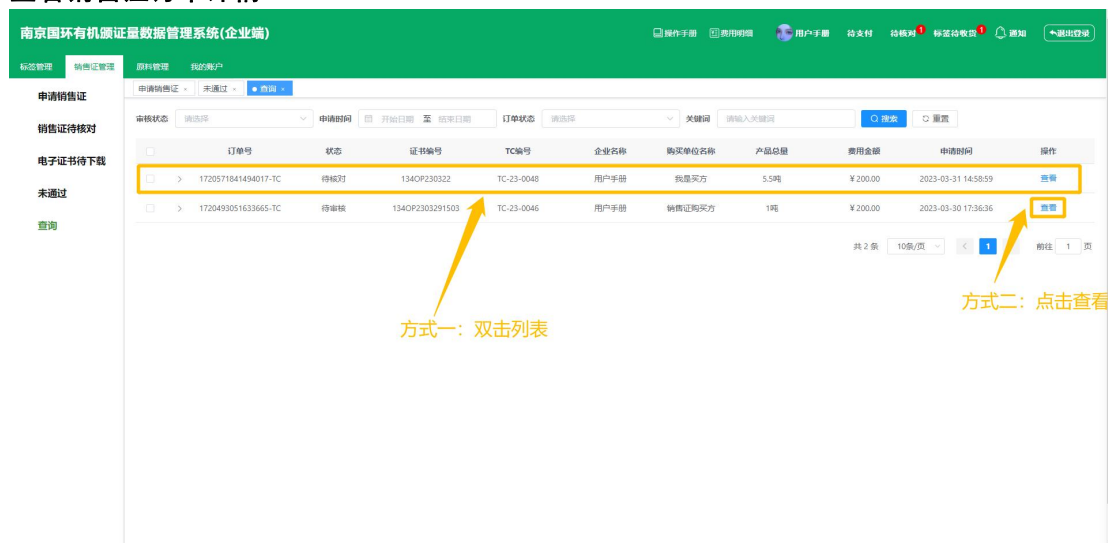 南京国环有机颐证量数据管理系统(企业端)
操作手册 费用明细 用户手册 待支付 待核对 1 标签待收货 1 通知 退出登录
标签管理 销售证管理 原料管理 我的账户
申请销售证 未通过 查询
申请销售证
销售证待核对
电子证书待下载
未通过
查询
审核状态 请选择 申请时间 开始日期 至 结束日期 订单状态 请选择 关键词 请输入关键词 搜索 重置
订单号 状态 证书编号 TC编号 企业名称 购买单位名称 产品总量 费用金额 申请时间 操作
1720571841494017-TC 待核对 134OP230322 TC-23-0048 用户手册 我是买方 5.5吨 ¥200.00 2023-03-31 14:58:59 查看
1720493051633665-TC 待审核 134OP2303291503 TC-23-0046 用户手册 销售证购买方 1吨 ¥200.00 2023-03-30 17:36:36 查看
共 2 条 10条/页 1 前往 1 页
方式一：双击列表
方式二：点击查看